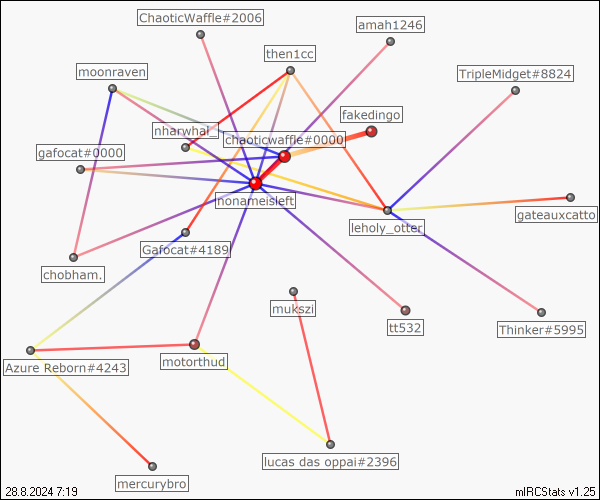 ChaoticWaffle#2006
amah1246
then1cc
moonraven
TripleMidget#8824
fakedingo
nharwhal_
chaoticwaffle#0000
gafocat#0000
nonameisleft
gateauxcatto
leholy_otter
Gafocat#4189
chobham.
mukszi
tt532
Thinker#5995
motorthud
Azure Reborn#4243
lucas das oppai#2396
mercurybro
28.8.2024 7:19
mIRCStats v1.25